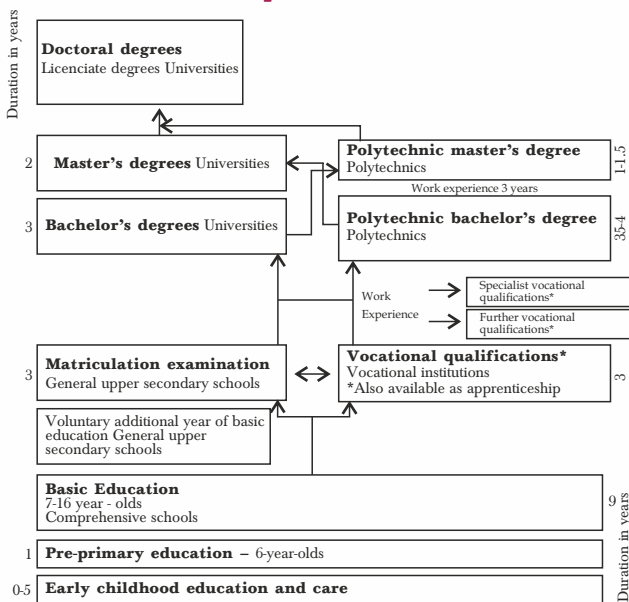 Duration in years
Doctoral degrees
Licenciate degrees Universities
2
Master's degrees Universities
Polytechnic master's degree
Polytechnics
1-1.5
Work experience 3 years
3
Bachelor's degrees Universities
Polytechnic bachelor's degree
Polytechnics
35-4
Work
Experience
Specialist vocational
qualifications*
Further vocational
qualifications*
3
Matriculation examination
General upper secondary schools
Vocational qualifications*
Vocational institutions
*Also available as apprenticeship
3
Voluntary additional year of basic
education General upper
secondary schools
Basic Education
7-16 year - olds
Comprehensive schools
9
1
Pre-primary education – 6-year-olds
0-5
Early childhood education and care
Duration in years